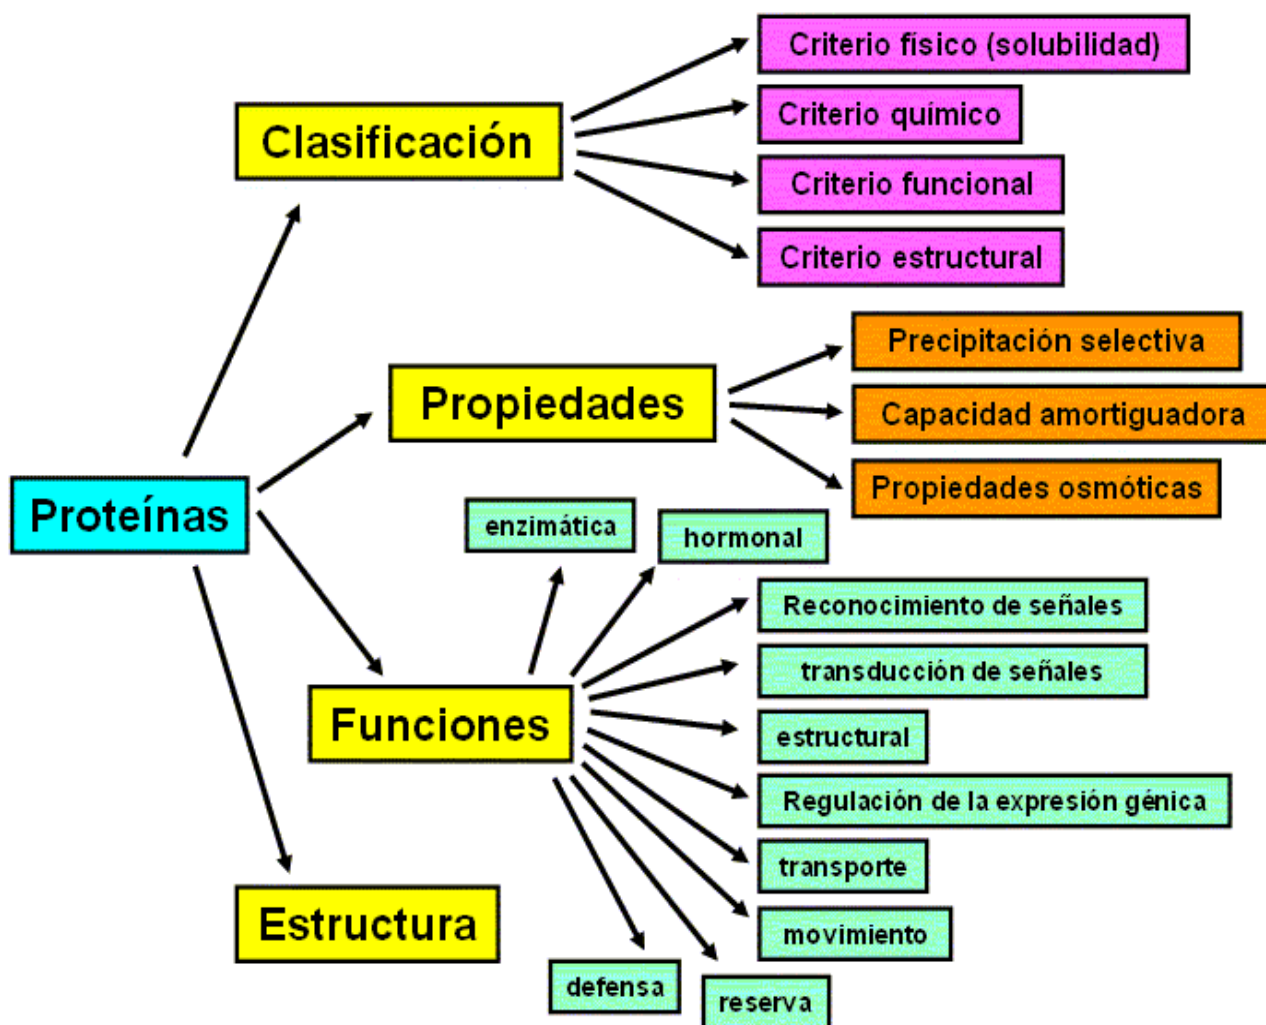 Criterio físico (solubilidad)
Clasificación
Criterio químico
Criterio funcional
Criterio estructural
Precipitación selectiva
Propiedades
Capacidad amortiguadora
Propiedades osmóticas
Proteínas
enzimática
hormonal
Reconocimiento de señales
transducción de señales
Funciones
estructural
Regulación de la expresión génica
transporte
Estructura
movimiento
defensa
reserva